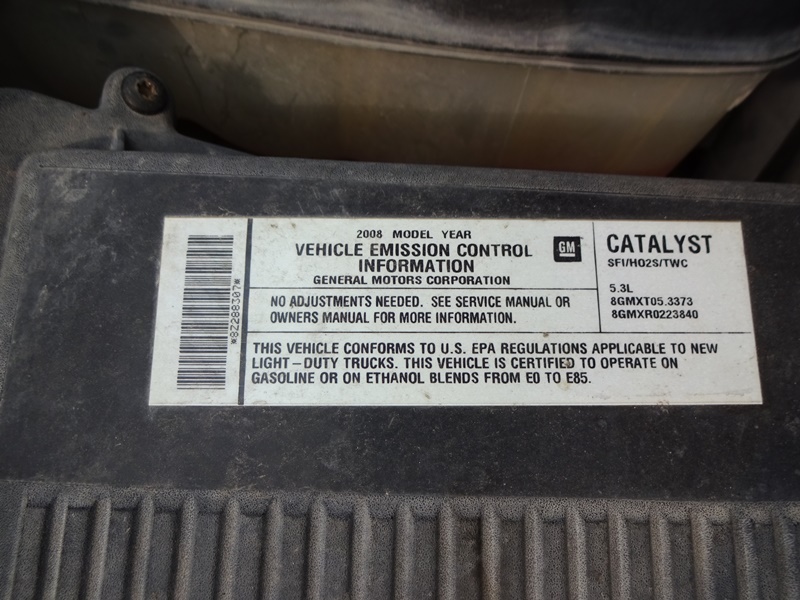 *8Z288307*
2008 MODEL YEAR
VEHICLE EMISSION CONTROL
INFORMATION
GENERAL MOTORS CORPORATION
GM
NO ADJUSTMENTS NEEDED. SEE SERVICE MANUAL OR
OWNERS MANUAL FOR MORE INFORMATION.
CATALYST
SFI/HO2S/TWC
5.3L
8GMXT05.3373
8GMXR0223840
THIS VEHICLE CONFORMS TO U.S. EPA REGULATIONS APPLICABLE TO NEW
LIGHT-DUTY TRUCKS. THIS VEHICLE IS CERTIFIED TO OPERATE ON
GASOLINE OR ON ETHANOL BLENDS FROM E0 TO E85.